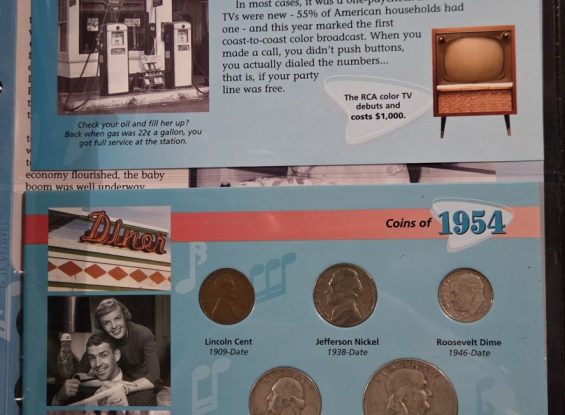 In most cases, it was a one-paycheck
TVs were new - 55% of American households had
one - and this year marked the first
coast-to-coast color broadcast. When you
made a call, you didn't push buttons,
you actually dialed the numbers...
that is, if your party
line was free.
The RCA color TV
debuts and
costs $1,000.
Check your oil and fill her up?
Back when gas was 22¢ a gallon, you
got full service at the station.
economy flourished, the baby
boom was well underway
Diner
Coins of 1954
Lincoln Cent
1909-Date
Jefferson Nickel
1938-Date
Roosevelt Dime
1946-Date